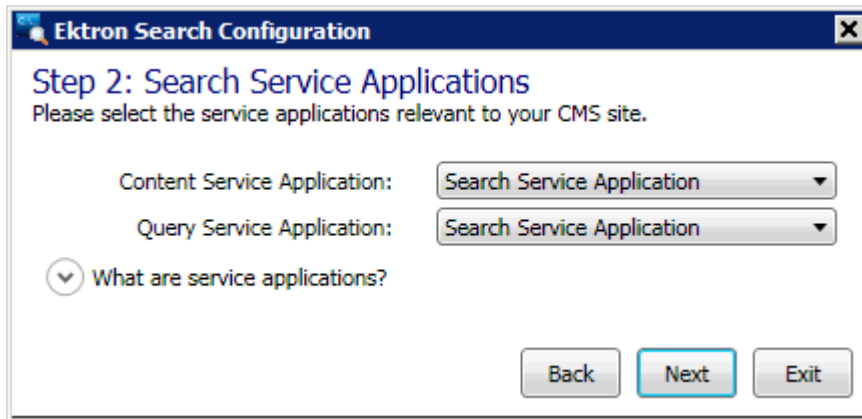 Ektron Search Configuration
Step 2: Search Service Applications
Please select the service applications relevant to your CMS site.
Content Service Application: Search Service Application
Query Service Application: Search Service Application
What are service applications?
Back Next Exit